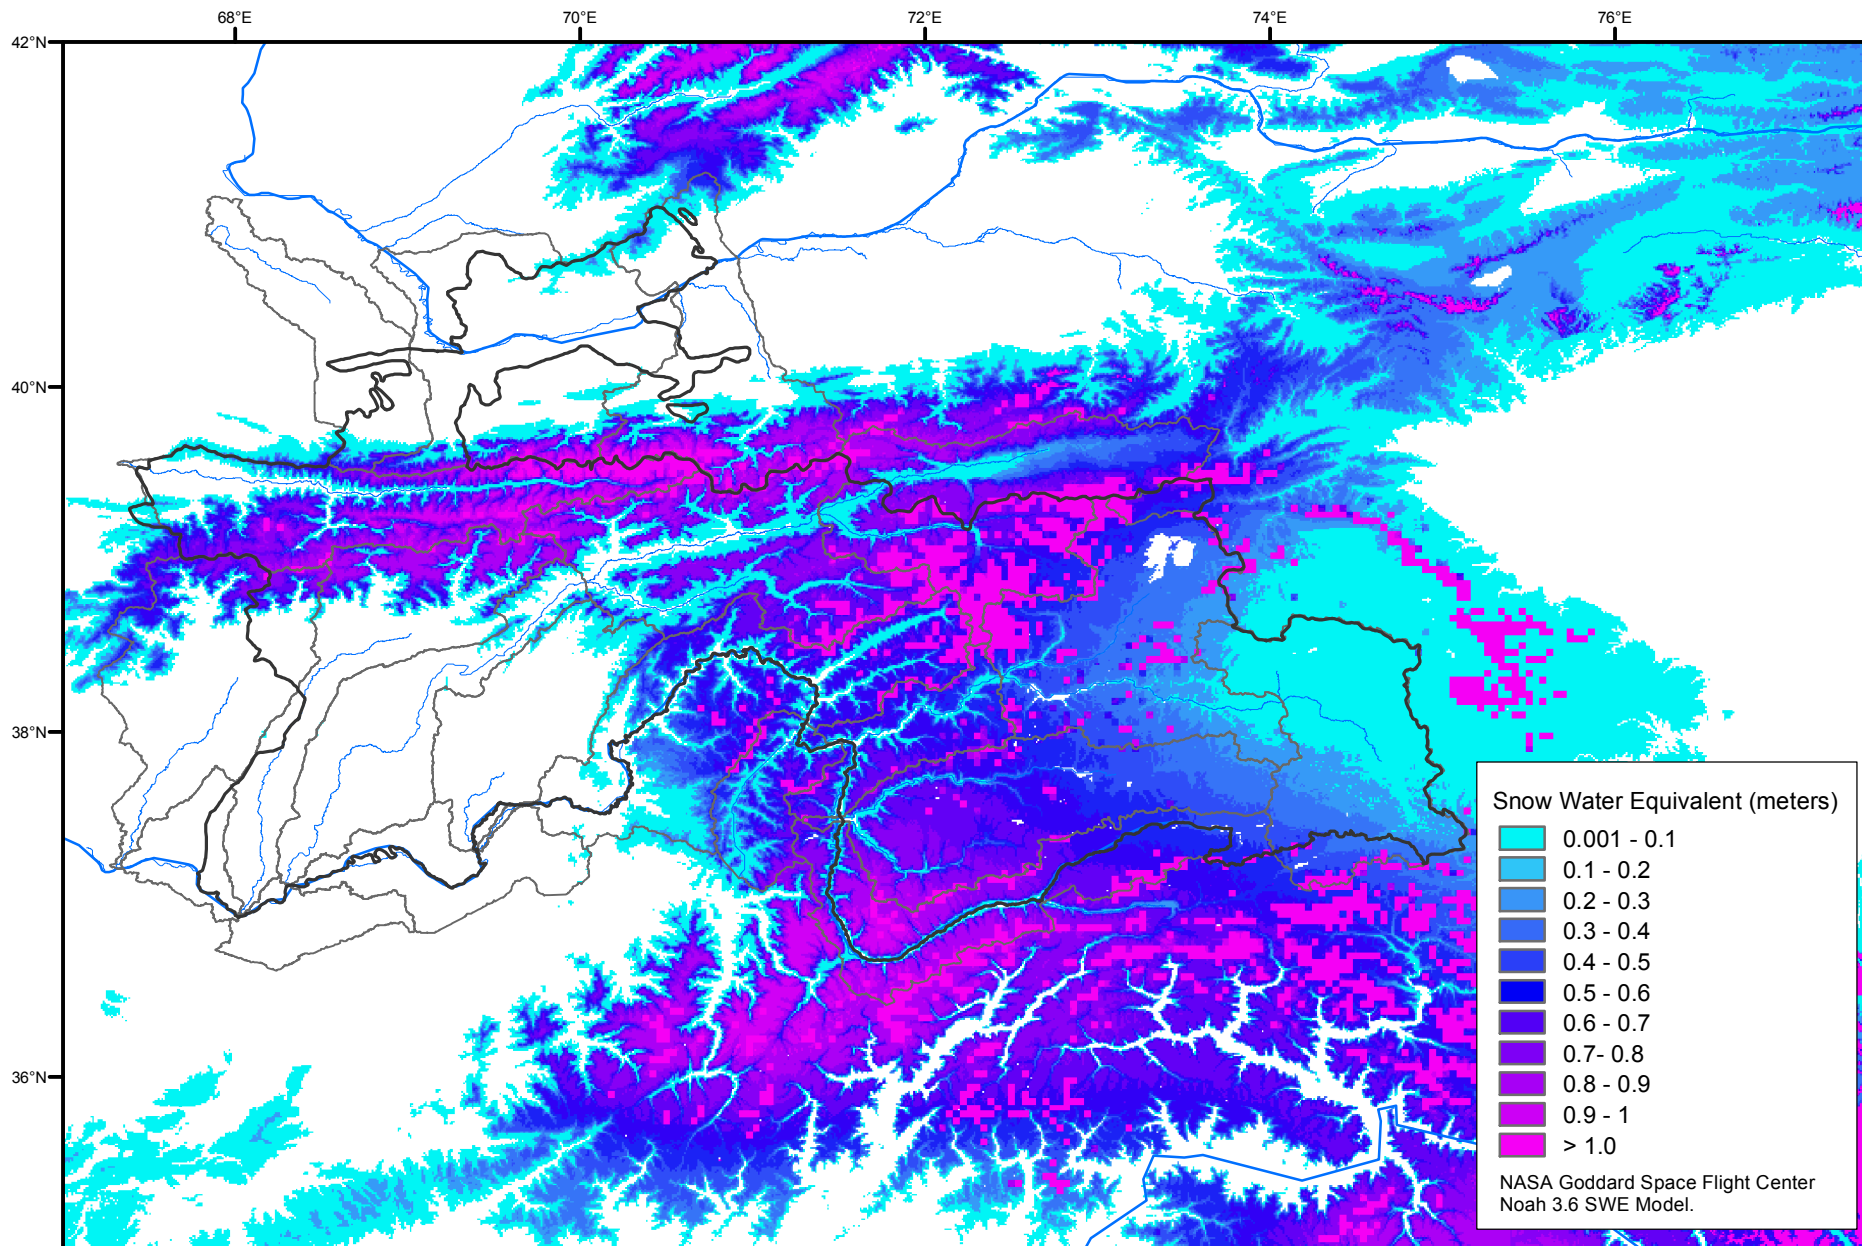 68°E
70°E
72°E
74°E
76°E
42°N
40°N
38°N
36°N
Snow Water Equivalent (meters)
0.001 - 0.1
0.1 - 0.2
0.2 - 0.3
0.3 - 0.4
0.4 - 0.5
0.5 - 0.6
0.6 - 0.7
0.7- 0.8
0.8 - 0.9
0.9 - 1
> 1.0
NASA Goddard Space Flight Center
Noah 3.6 SWE Model.